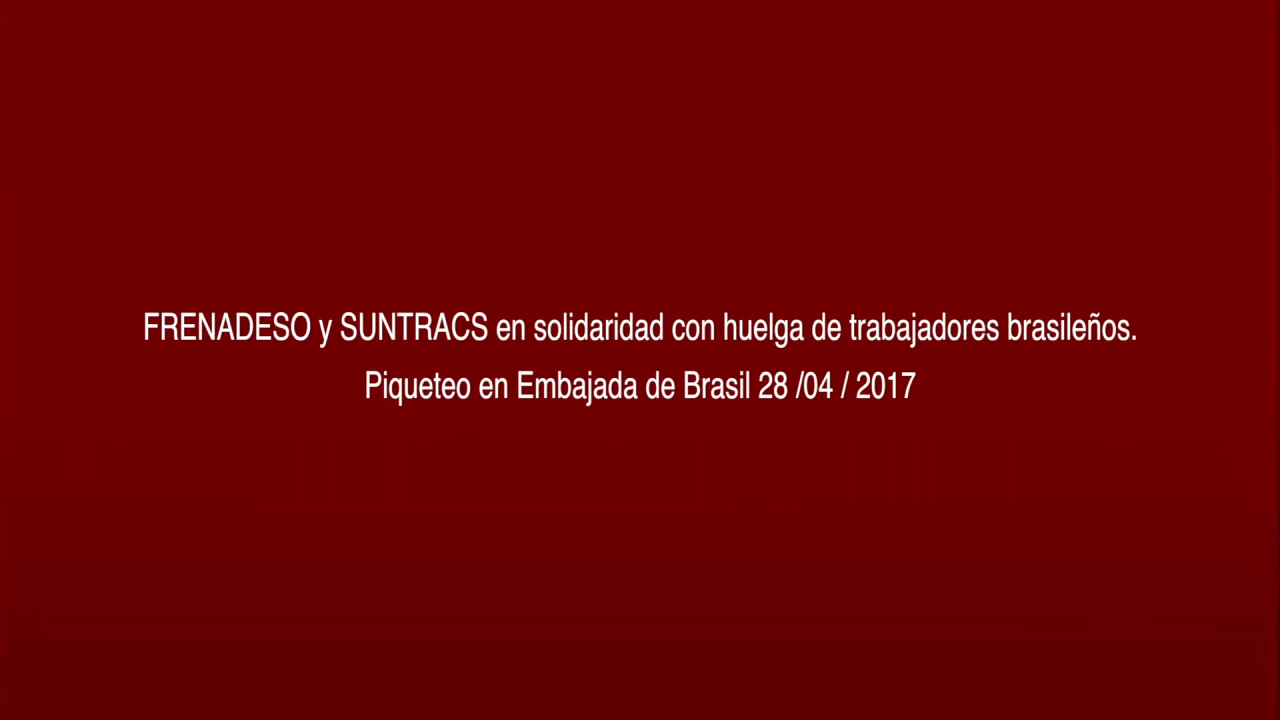 FRENADESO y SUNTRACS en solidaridad con huelga de trabajadores brasileños.
Piqueteo en Embajada de Brasil 28 /04 / 2017